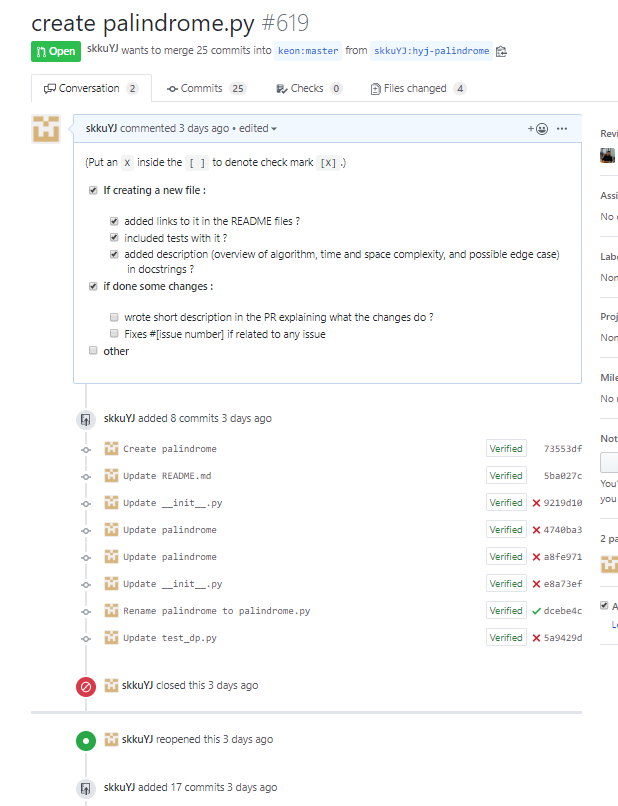 create palindrome.py #619
Open skkuYJ wants to merge 25 commits into keon:master from skkuYJ:hyj-palindrome
Conversation 2 Commits 25 Checks 0 Files changed 4
skkuYJ commented 3 days ago • edited
(Put an X inside the [ ] to denote check mark [X] .)
If creating a new file :
added links to it in the README files ?
included tests with it ?
added description (overview of algorithm, time and space complexity, and possible edge case)
in docstrings ?
if done some changes :
wrote short description in the PR explaining what the changes do ?
Fixes #[issue number] if related to any issue
other
skkuYJ added 8 commits 3 days ago
Create palindrome Verified 73553df
Update README.md Verified 5ba027c
Update __init__.py Verified 9219d10
Update palindrome Verified 4740ba3
Update palindrome Verified a8fe971
Update __init__.py Verified e8a73ef
Rename palindrome to palindrome.py Verified dcebe4c
Update test_dp.py Verified 5a9429d
skkuYJ closed this 3 days ago
skkuYJ reopened this 3 days ago
skkuYJ added 17 commits 3 days ago
Revi
Assi
No
Labe
Non
Proj
Non
Mile
No
Not
You'
you
2 pa
A